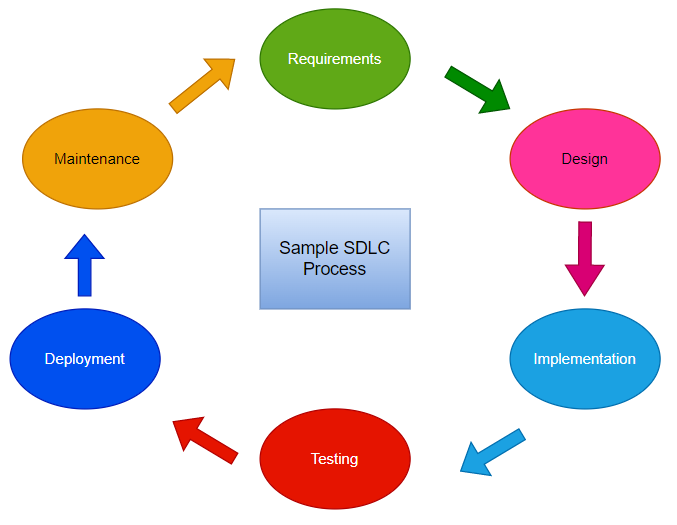 Requirements
Maintenance
Design
Sample SDLC
Process
Deployment
Implementation
Testing